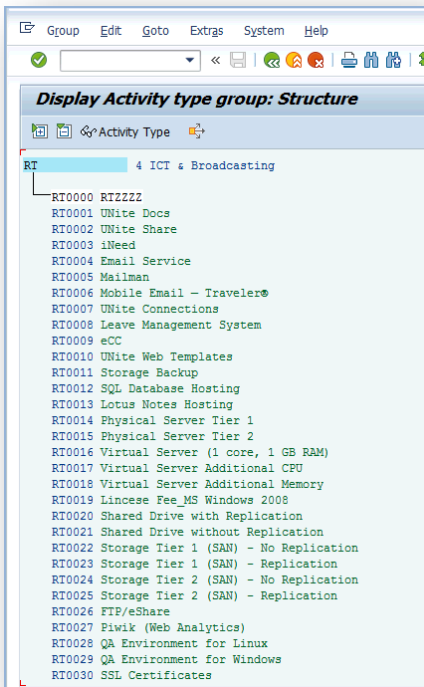 Group Edit Goto Extras System Help
Display Activity type group: Structure
Activity Type
RT 4 ICT & Broadcasting
RT0000 RTZZZZ
RT0001 UNite Docs
RT0002 UNite Share
RT0003 iNeed
RT0004 Email Service
RT0005 Mailman
RT0006 Mobile Email – Traveler®
RT0007 UNite Connections
RT0008 Leave Management System
RT0009 eCC
RT0010 UNite Web Templates
RT0011 Storage Backup
RT0012 SQL Database Hosting
RT0013 Lotus Notes Hosting
RT0014 Physical Server Tier 1
RT0015 Physical Server Tier 2
RT0016 Virtual Server (1 core, 1 GB RAM)
RT0017 Virtual Server Additional CPU
RT0018 Virtual Server Additional Memory
RT0019 Lincese Fee_MS Windows 2008
RT0020 Shared Drive with Replication
RT0021 Shared Drive without Replication
RT0022 Storage Tier 1 (SAN) - No Replication
RT0023 Storage Tier 1 (SAN) - Replication
RT0024 Storage Tier 2 (SAN) - No Replication
RT0025 Storage Tier 2 (SAN) - Replication
RT0026 FTP/eShare
RT0027 Piwik (Web Analytics)
RT0028 QA Environment for Linux
RT0029 QA Environment for Windows
RT0030 SSL Certificates